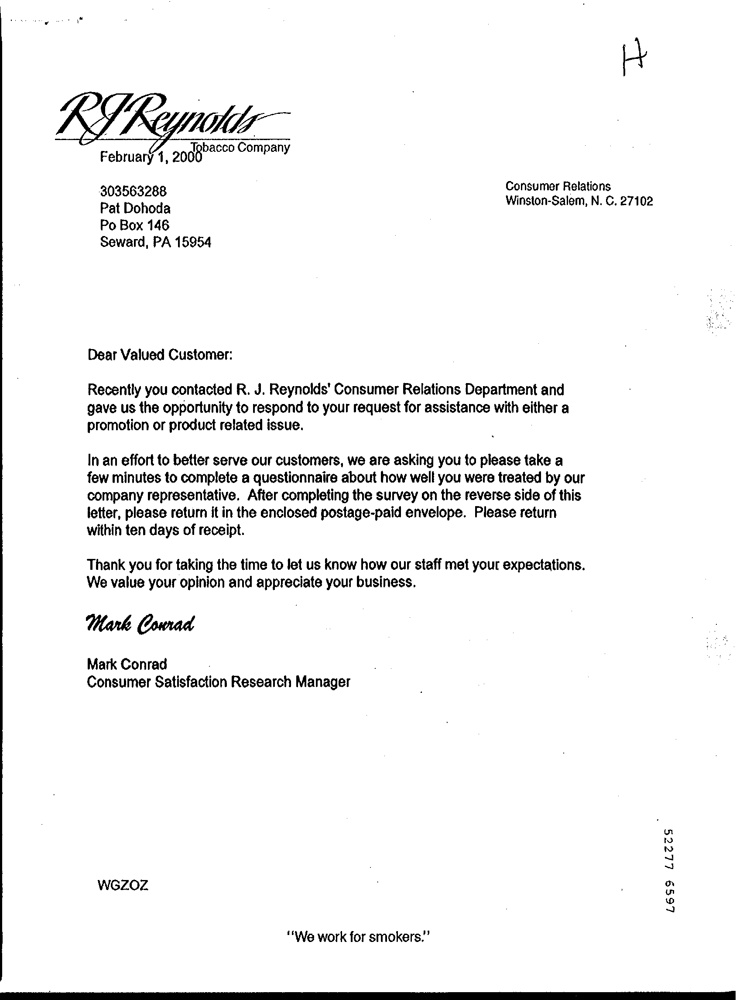 H
RJReynolds
Tobacco Company
February 1, 2000
303563288
Pat Dohoda
Po Box 146
Seward, PA 15954
Consumer Relations
Winston-Salem, N. C. 27102
Dear Valued Customer:
Recently you contacted R. J. Reynolds' Consumer Relations Department and
gave us the opportunity to respond to your request for assistance with either a
promotion or product related issue.
In an effort to better serve our customers, we are asking you to please take a
few minutes to complete a questionnaire about how well you were treated by our
company representative. After completing the survey on the reverse side of this
letter, please return it in the enclosed postage-paid envelope. Please return
within ten days of receipt.
Thank you for taking the time to let us know how our staff met your expectations.
We value your opinion and appreciate your business.
Mark Conrad
Mark Conrad
Consumer Satisfaction Research Manager
52277 6597
WGZOZ
"We work for smokers."